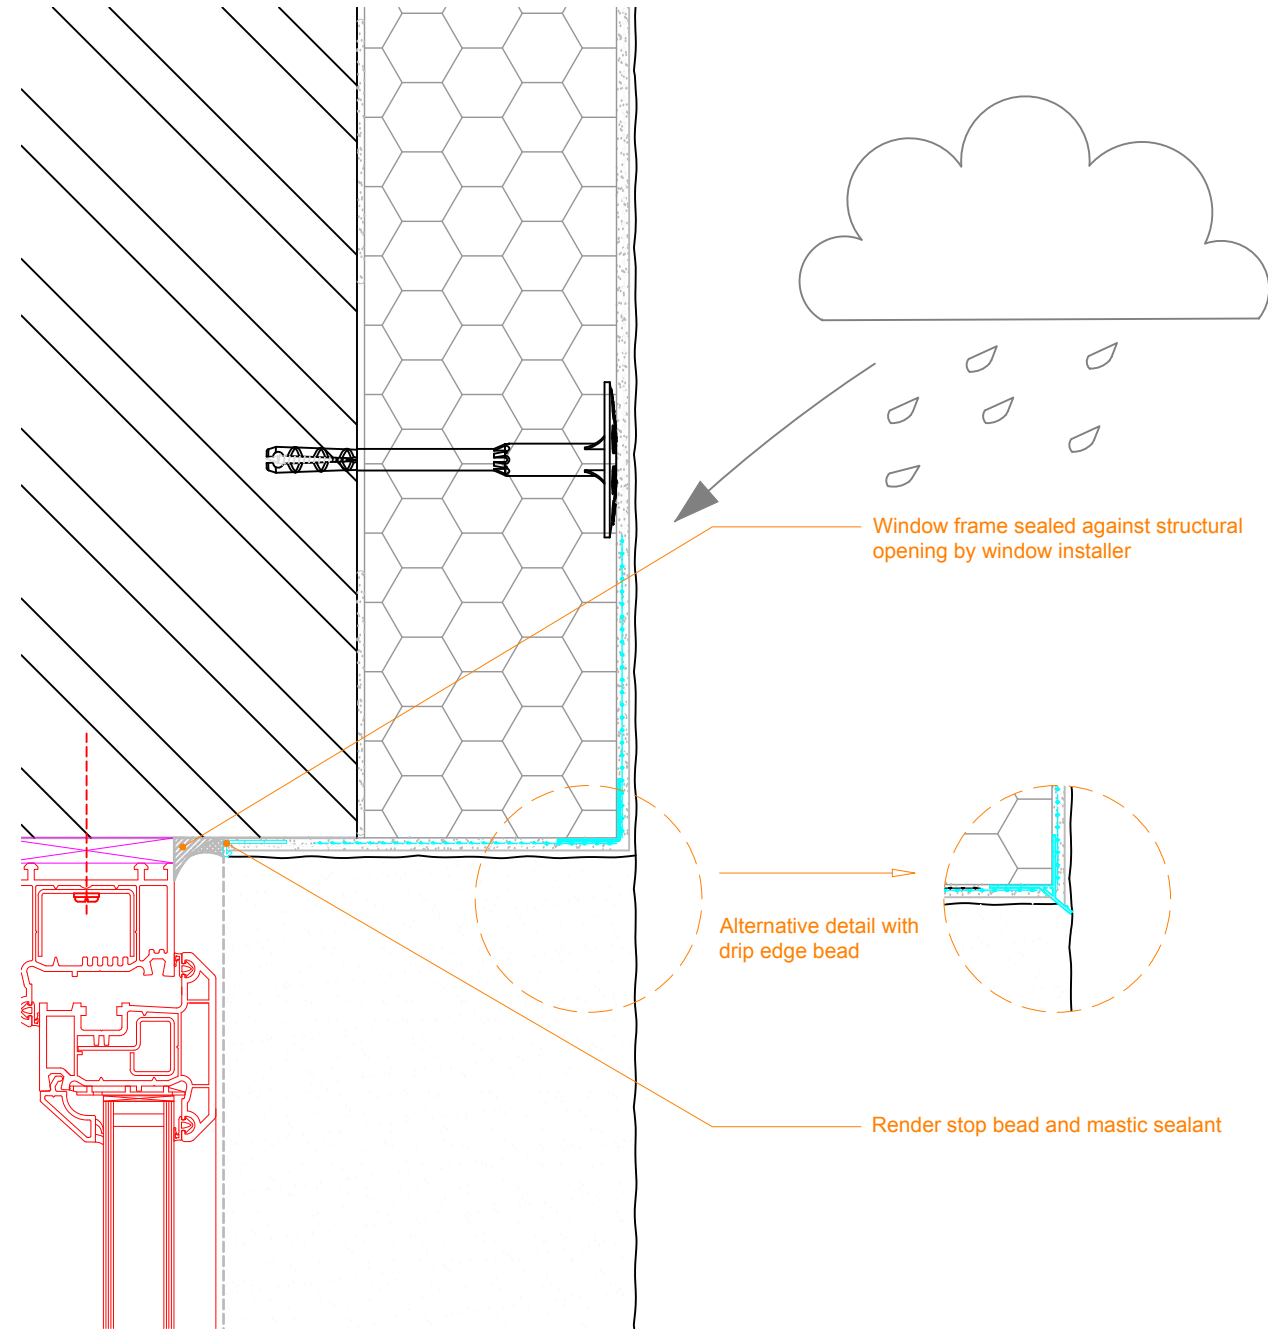 Window frame sealed against structural
opening by window installer
Alternative detail with
drip edge bead
Render stop bead and mastic sealant